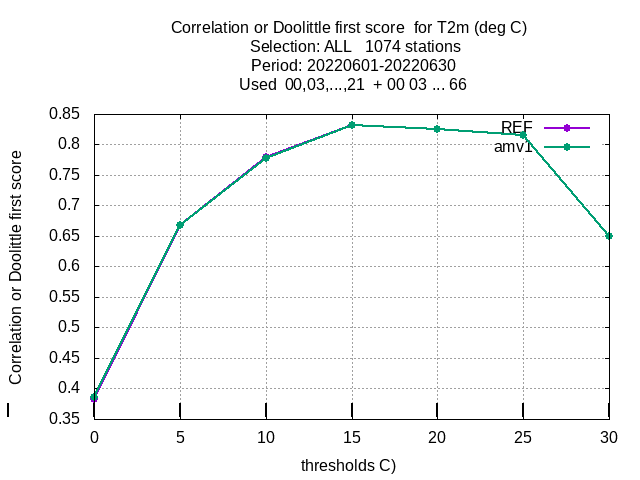 Correlation or Doolittle first score  for T2m (deg C)
Selection: ALL   1074 stations
Period: 20220601-20220630
Used  00,03,...,21  + 00 03 ... 66
REF
amv1
0.85
0.8
0.75
0.7
0.65
0.6
0.55
0.5
0.45
0.4
0.35
Correlation or Doolittle first score
0 5 10 15 20 25 30
thresholds C)